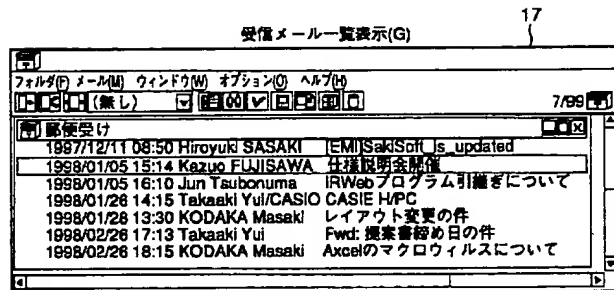 17
受信メール一覧表示(G)
フォルダ(F) メール(M) ウィンドウ(W) オプション(O) ヘルプ(H)
(無し) 7/99
郵便受け
1997/12/11 08:50 Hiroyuki SASAKI [EMI]SakiSoft_is_updated
1998/01/05 15:14 Kazuo FUJISAWA 仕様説明会開催
1998/01/05 16:10 Jun Tsubonuma IRWebプログラム引継ぎについて
1998/01/26 14:15 Takaaki Yui/CASIO CASIE H/PC
1998/01/28 13:30 KODAKA Masaki レイアウト変更の件
1998/02/26 17:13 Takaaki Yui Fwd: 提案書締め日の件
1998/02/26 18:15 KODAKA Masaki Axcelのマクロウィルスについて